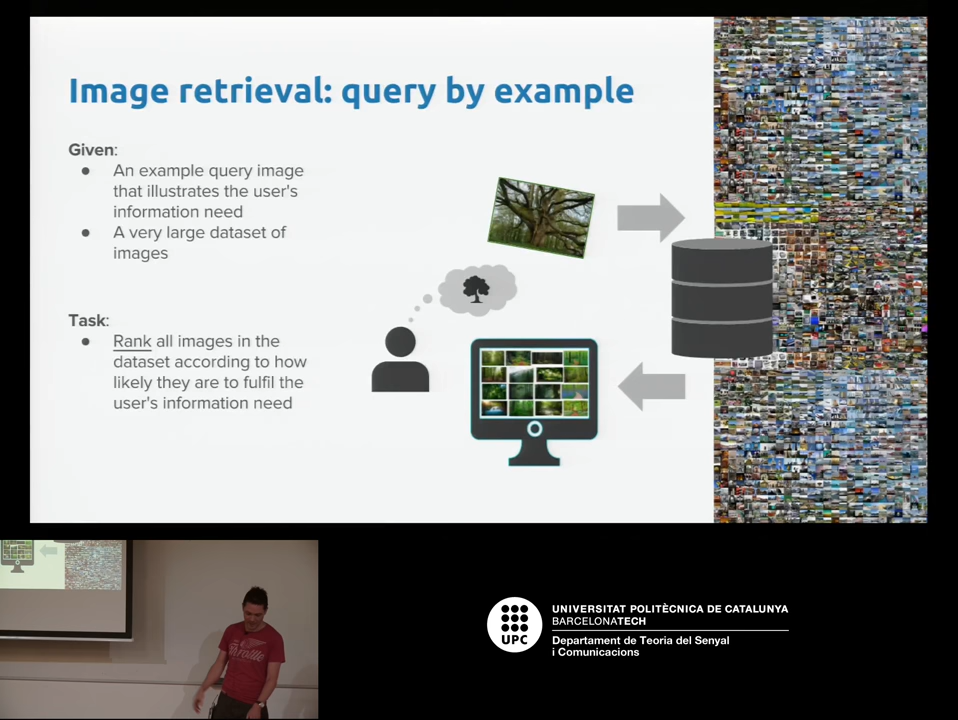 Image retrieval: query by example
Given:
● An example query image
that illustrates the user's
information need
● A very large dataset of
images
Task:
● Rank all images in the
dataset according to how
likely they are to fulfil the
user's information need
UPC
UNIVERSITAT POLITÈCNICA DE CATALUNYA
BARCELONATECH
Departament de Teoria del Senyal
i Comunicacions